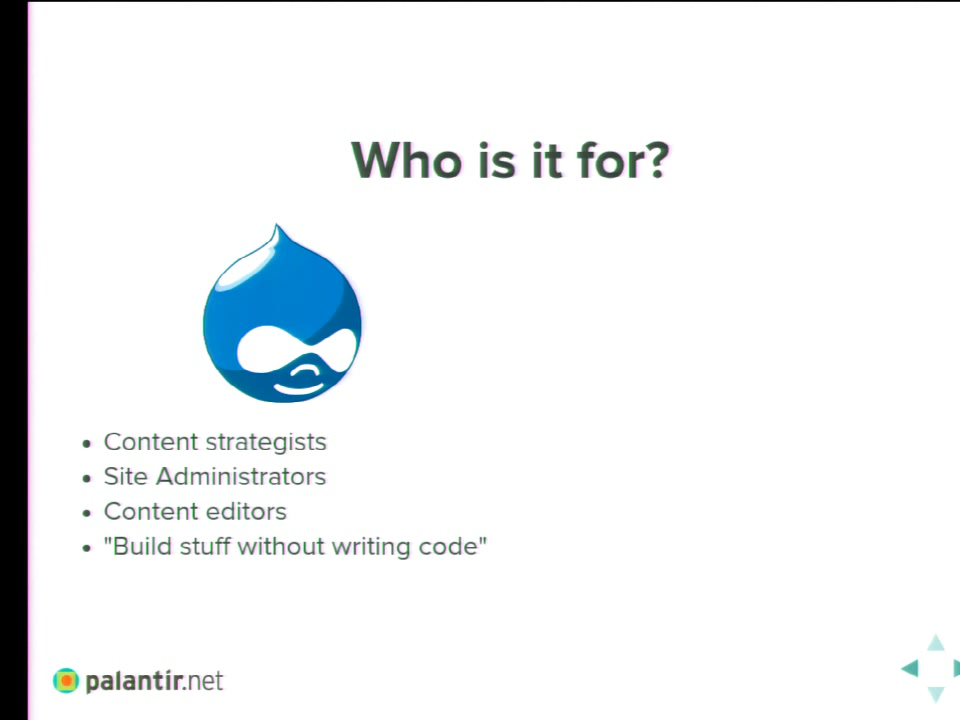 Who is it for?
Content strategists
Site Administrators
Content editors
"Build stuff without writing code"
palantir.net